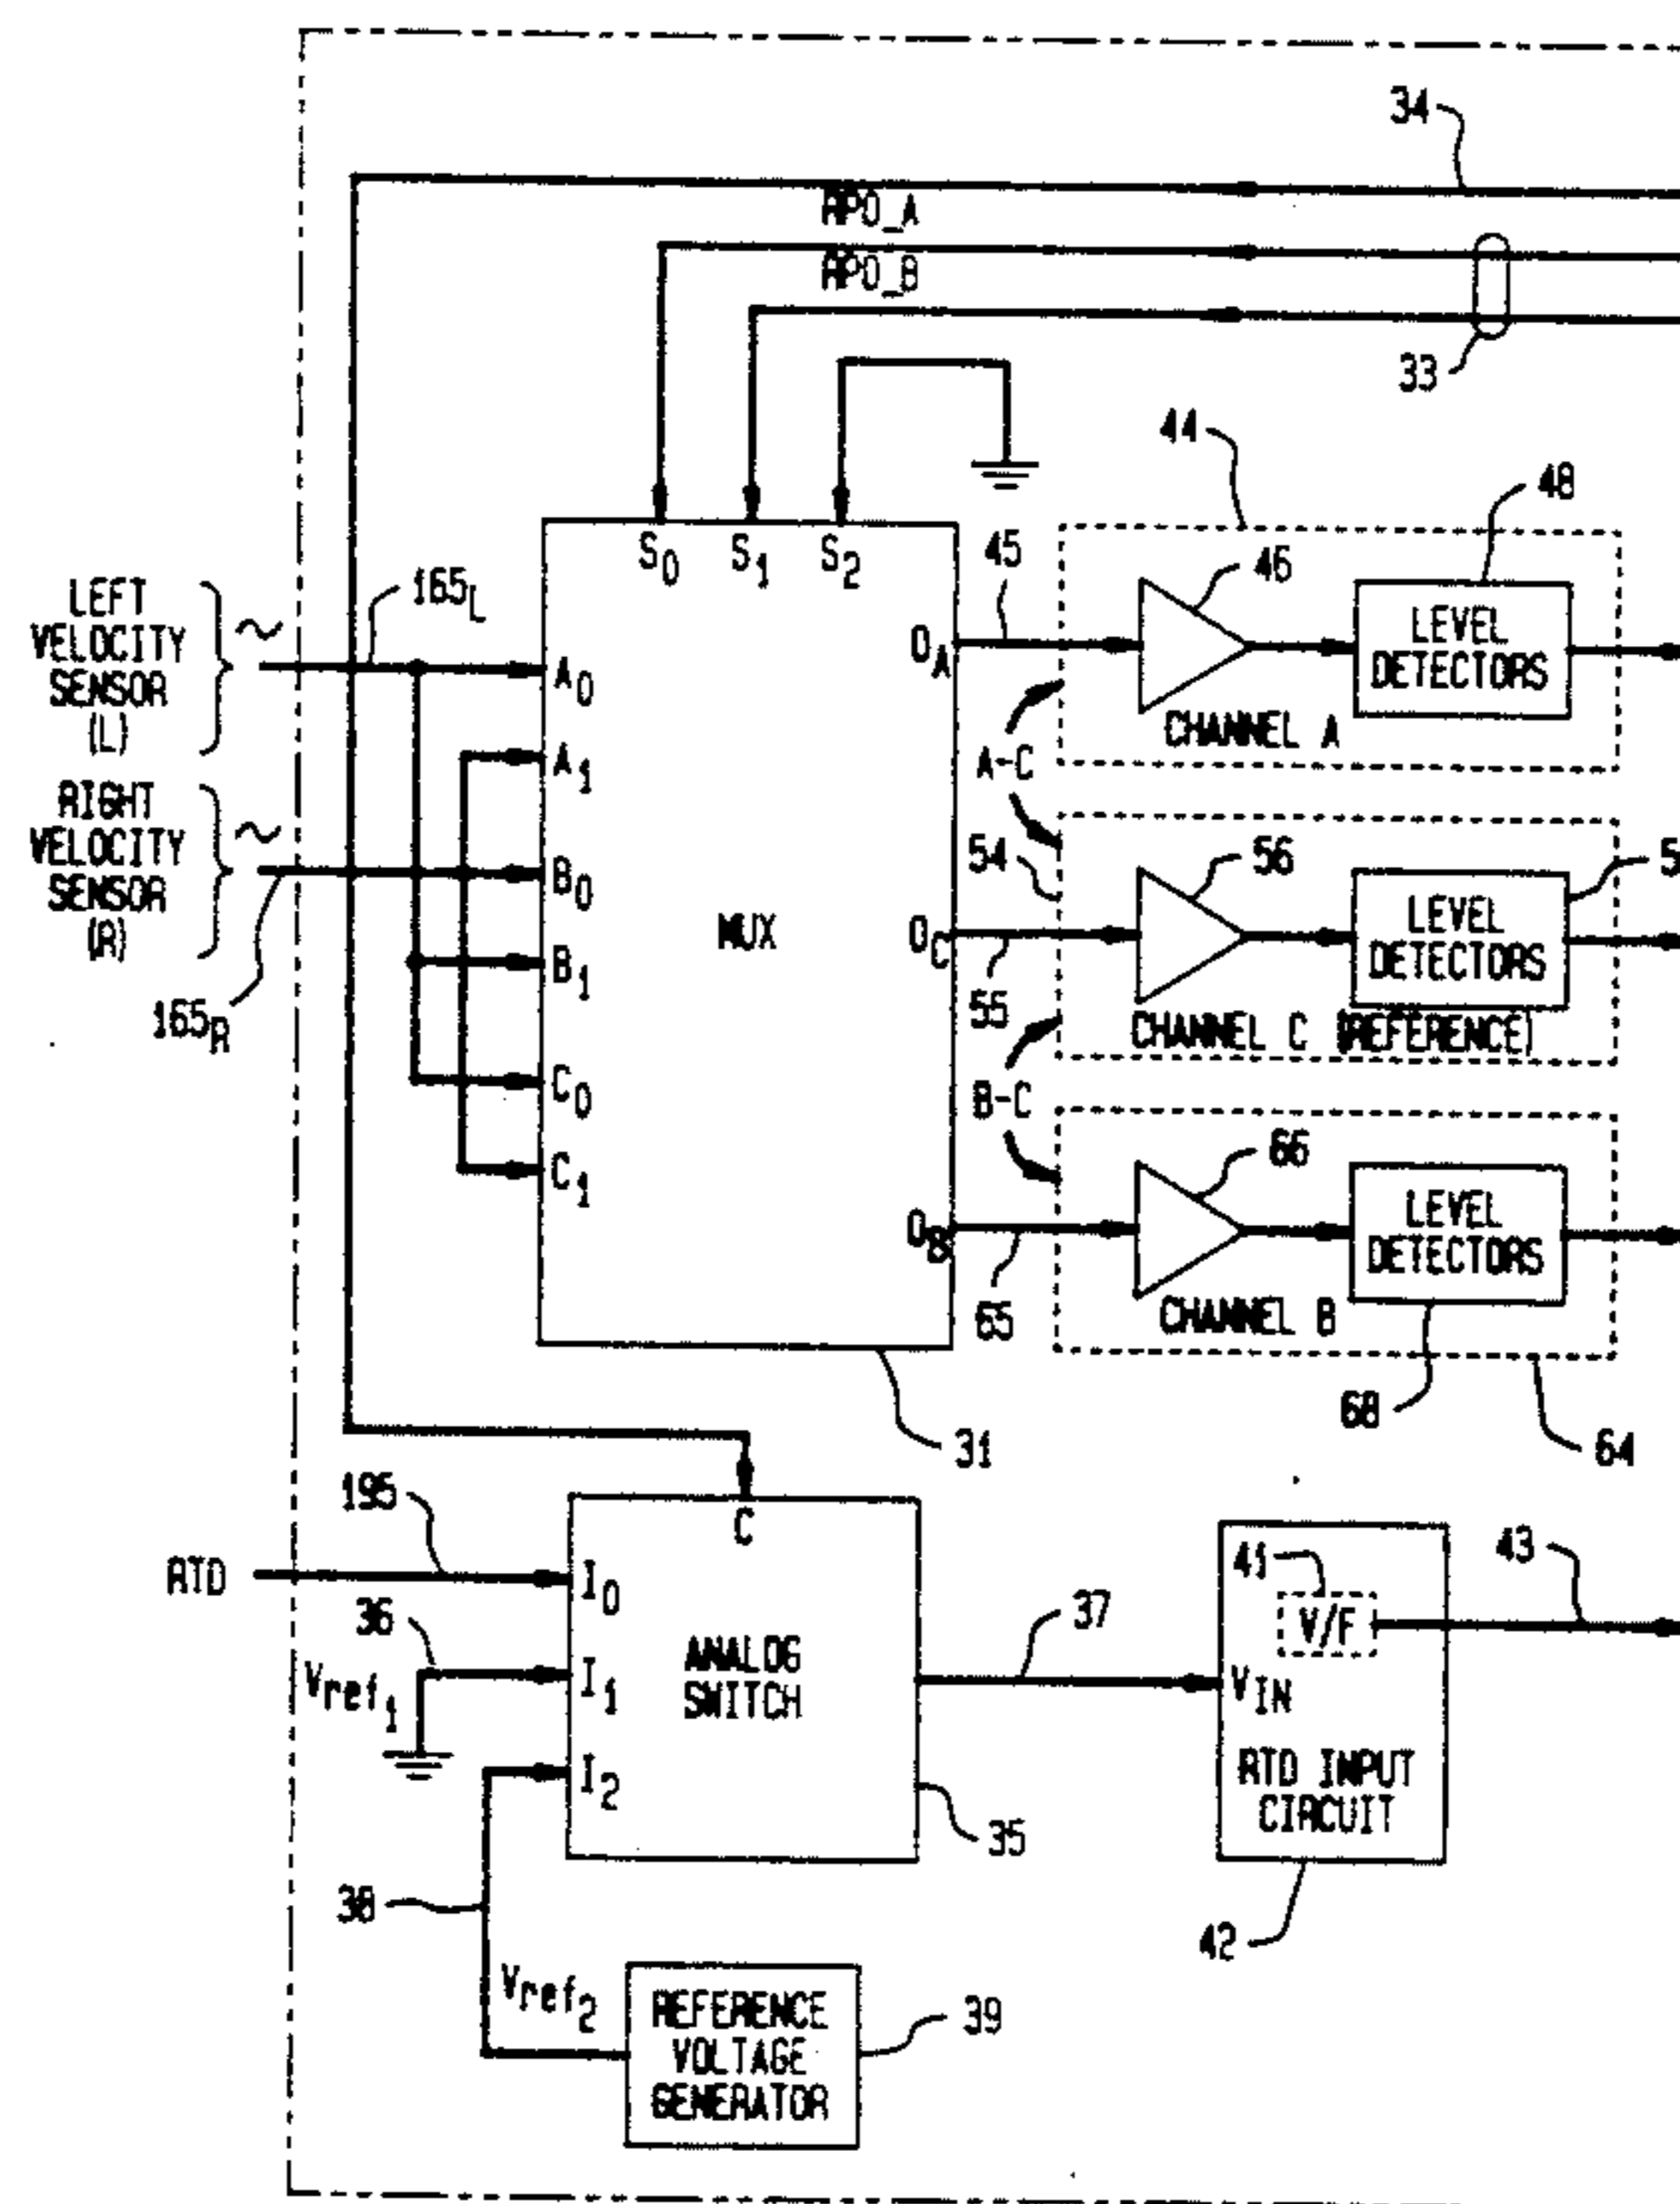 34
RPO_A
RPO_B
33
44
48
S0 S1 S2
45
46
LEFT
VELOCITY
SENSOR
(L)
165L
A0
OA
LEVEL
DETECTORS
CHANNEL A
A1
A-C
RIGHT
VELOCITY
SENSOR
(R)
165R
B0
MUX
OC
54
56
LEVEL
DETECTORS
B1
55
CHANNEL C (REFERENCE)
C0
B-C
C1
66
OB
LEVEL
DETECTORS
65
CHANNEL B
68
64
31
195
C
RTD
I0
36
Vref1
I1
ANALOG
SWITCH
37
41
V/F
43
VIN
I2
RTD INPUT
CIRCUIT
35
38
42
Vref2
REFERENCE
VOLTAGE
GENERATOR
39